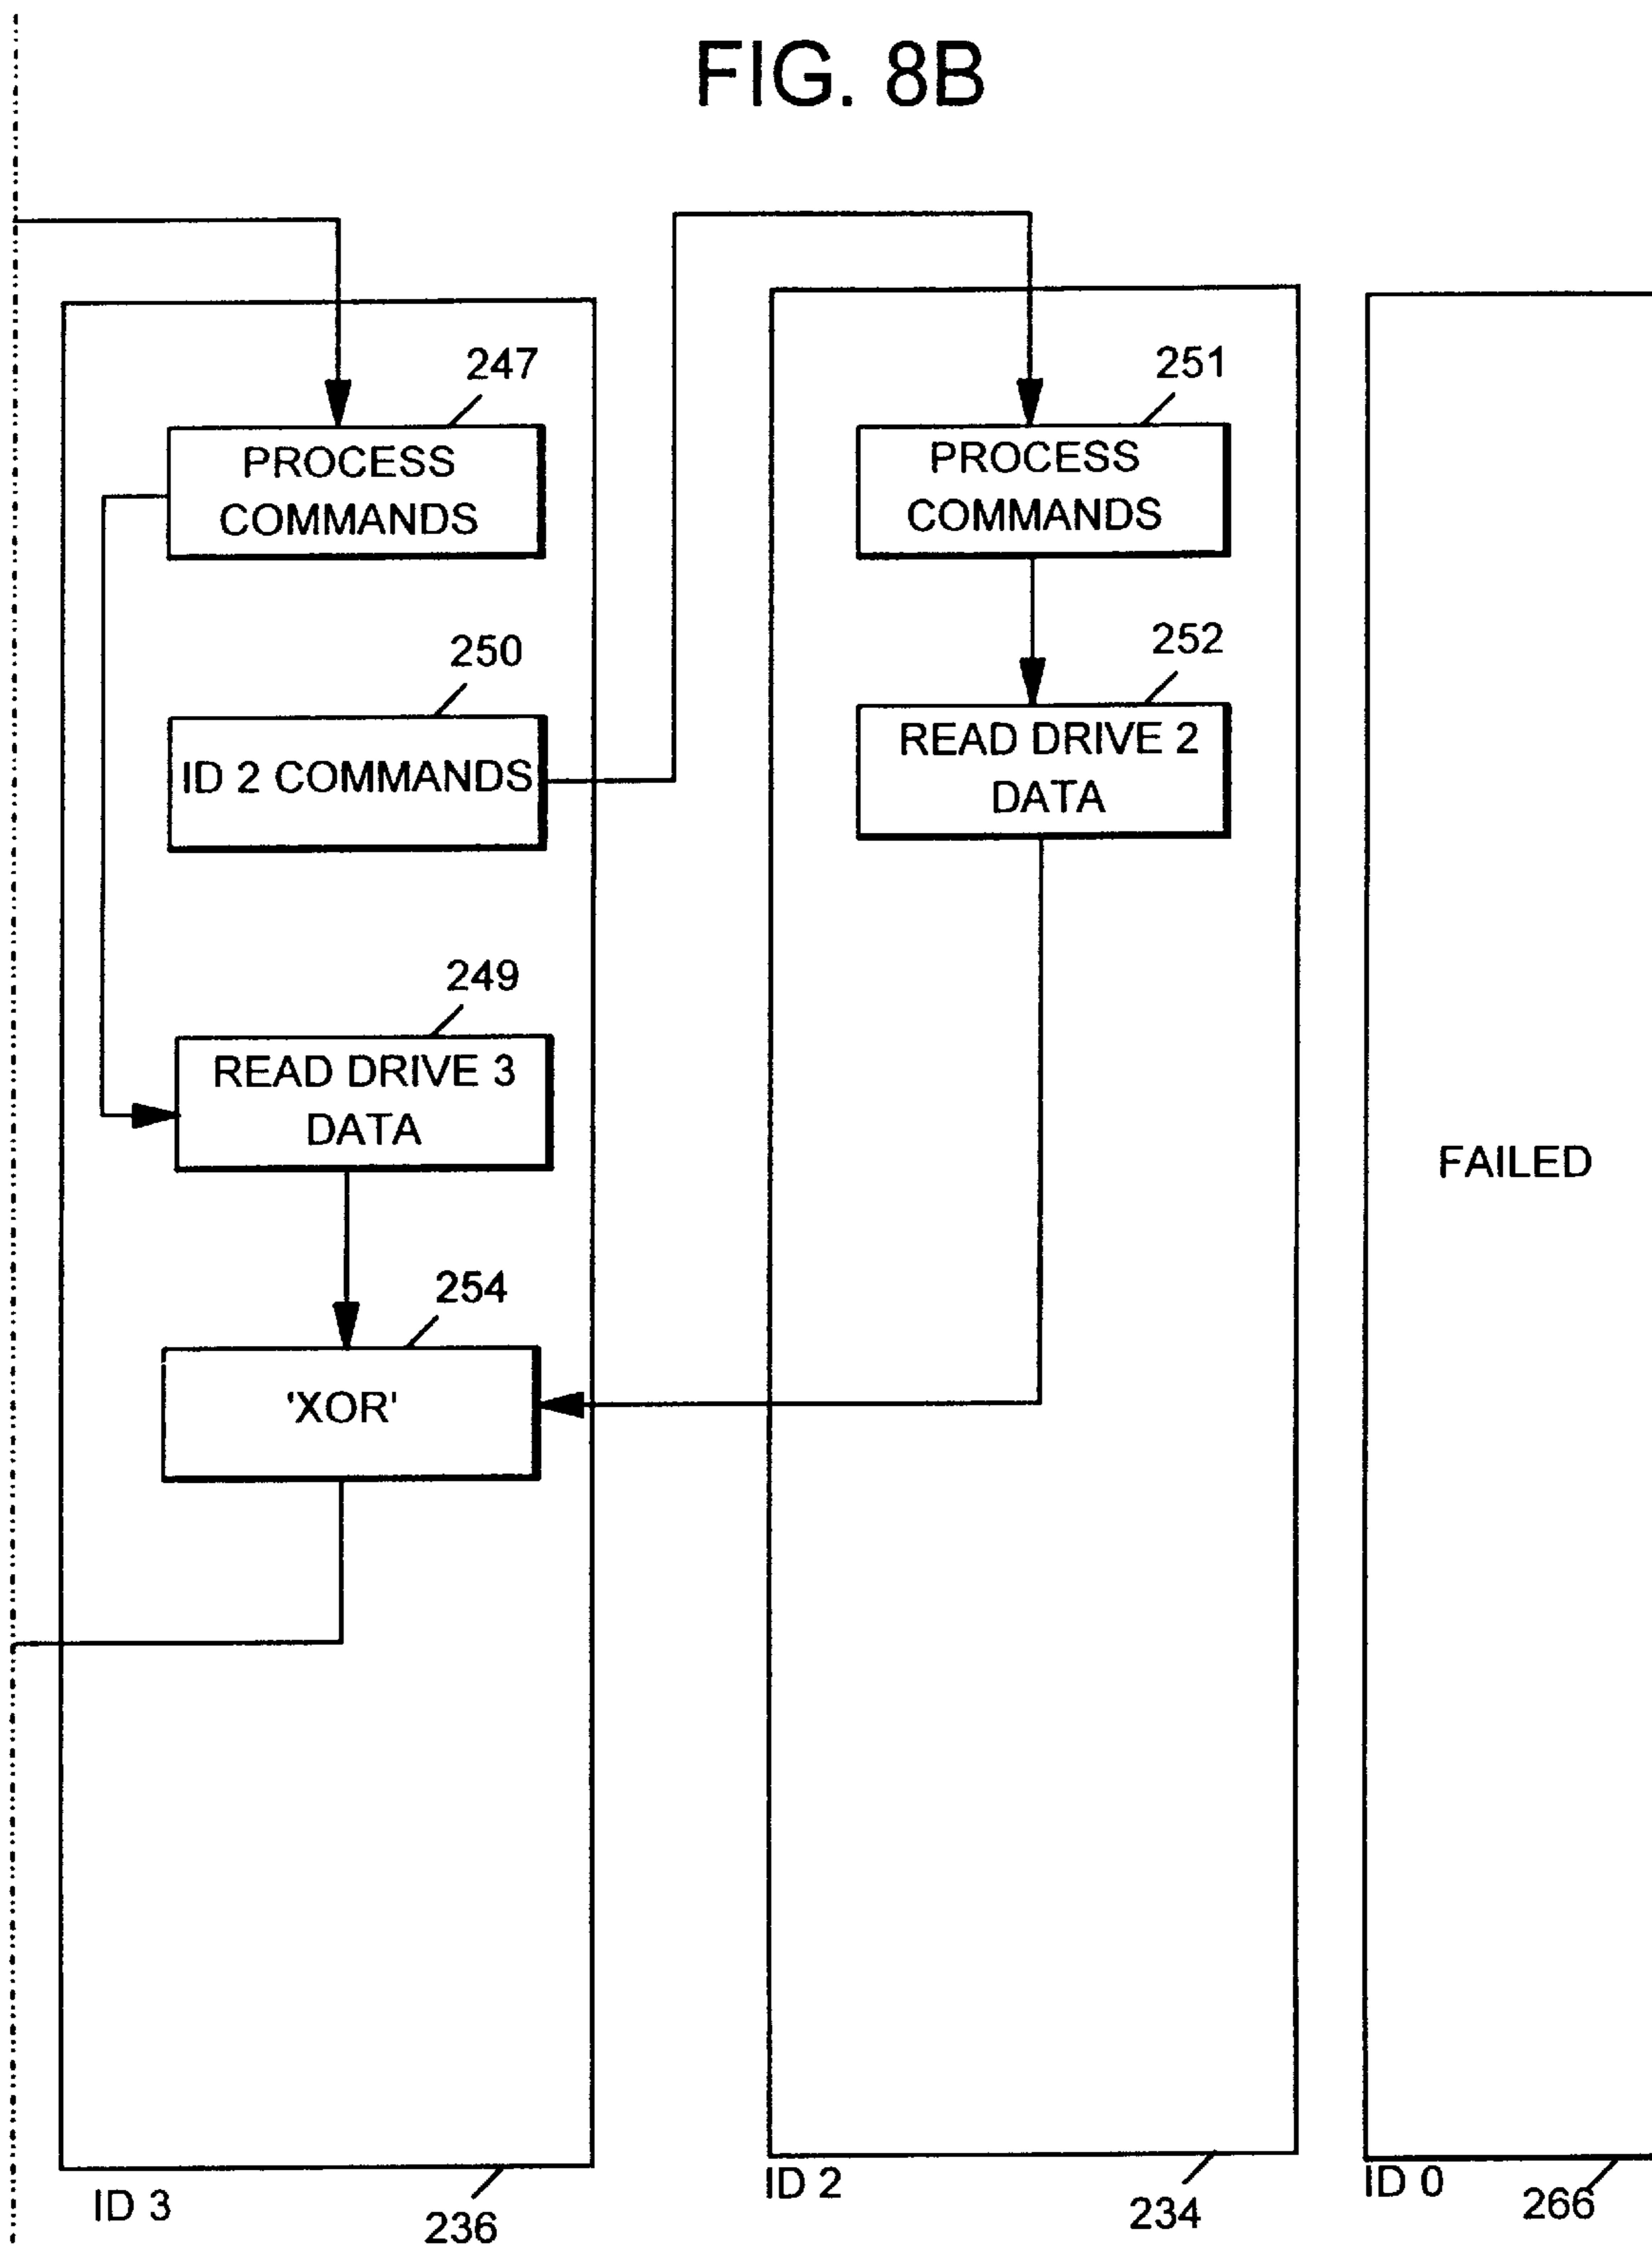 FIG. 8B
247
PROCESS
COMMANDS
250
ID 2 COMMANDS
249
READ DRIVE 3
DATA
254
'XOR'
ID 3
236
251
PROCESS
COMMANDS
252
READ DRIVE 2
DATA
ID 2
234
FAILED
ID 0
266